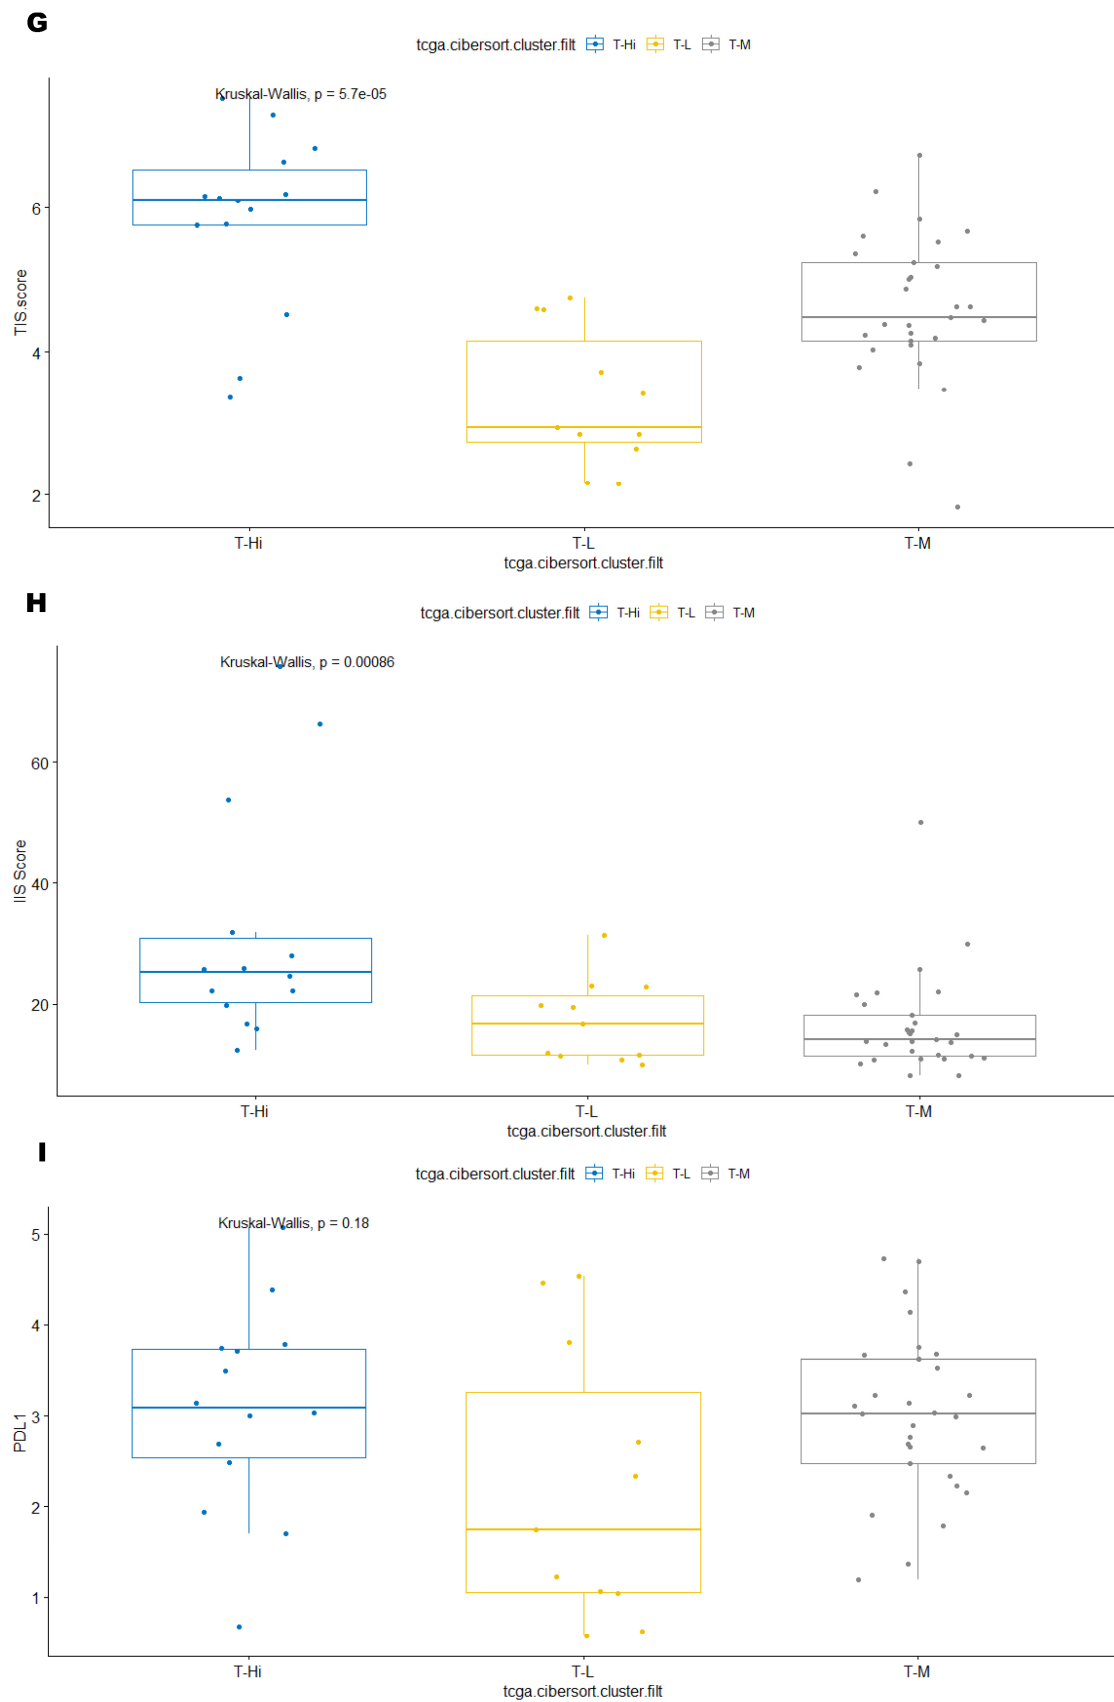 G
tcga.cibersort.cluster.filt T-Hi T-L T-M
Kruskal-Wallis, p = 5.7e-05
TIS.score
6
4
2
T-Hi T-L T-M
tcga.cibersort.cluster.filt
H
tcga.cibersort.cluster.filt T-Hi T-L T-M
Kruskal-Wallis, p = 0.00086
IIS Score
60
40
20
T-Hi T-L T-M
tcga.cibersort.cluster.filt
I
tcga.cibersort.cluster.filt T-Hi T-L T-M
Kruskal-Wallis, p = 0.18
PDL1
5
4
3
2
1
T-Hi T-L T-M
tcga.cibersort.cluster.filt